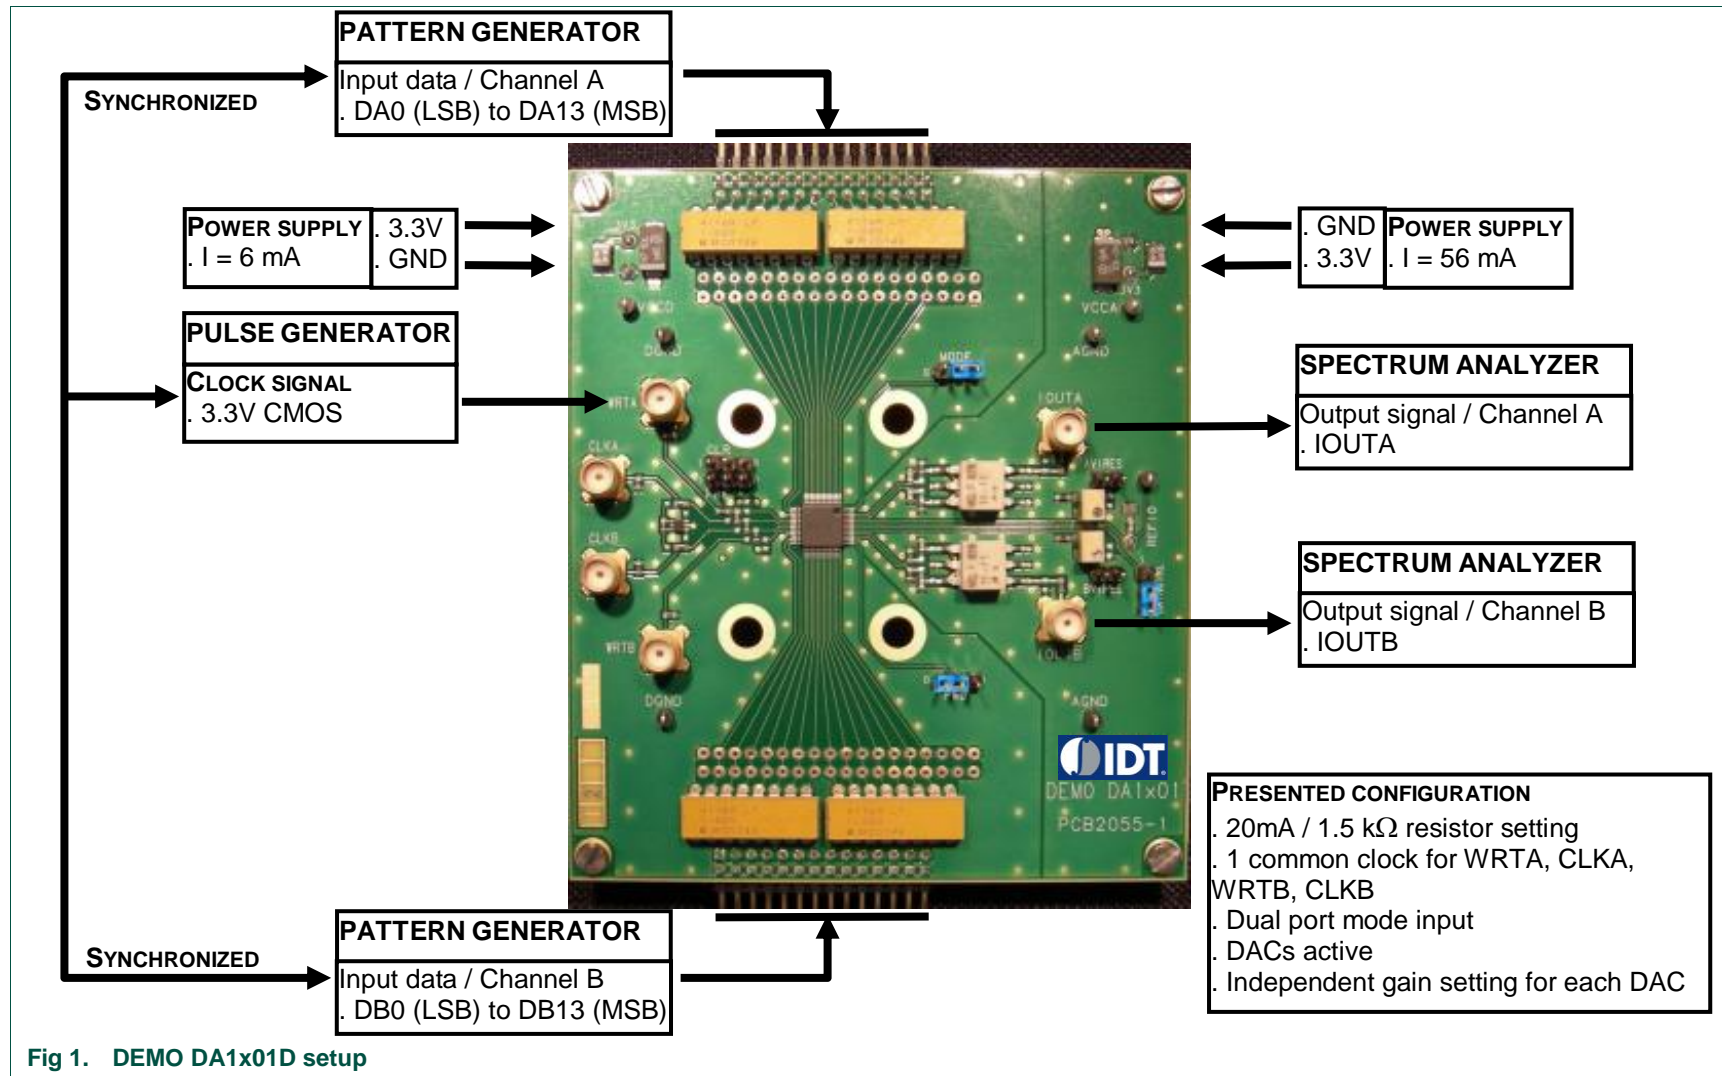 PATTERN GENERATOR
Input data / Channel A
. DA0 (LSB) to DA13 (MSB)
SYNCHRONIZED
POWER SUPPLY
. I = 6 mA
. 3.3V
. GND
. GND
. 3.3V
POWER SUPPLY
. I = 56 mA
PULSE GENERATOR
CLOCK SIGNAL
. 3.3V CMOS
VCCA
AGND
MODE
WRTA
IOUTA
CLKA
CLKB
REFIO
WRTB
DGND
AGND
SPECTRUM ANALYZER
Output signal / Channel A
. IOUTA
SPECTRUM ANALYZER
Output signal / Channel B
. IOUTB
IDT
DEMO DA1x01
PCB2055-1
PRESENTED CONFIGURATION
. 20mA / 1.5 kΩ resistor setting
. 1 common clock for WRTA, CLKA,
WRTB, CLKB
. Dual port mode input
. DACs active
. Independent gain setting for each DAC
SYNCHRONIZED
PATTERN GENERATOR
Input data / Channel B
. DB0 (LSB) to DB13 (MSB)
Fig 1. DEMO DA1x01D setup